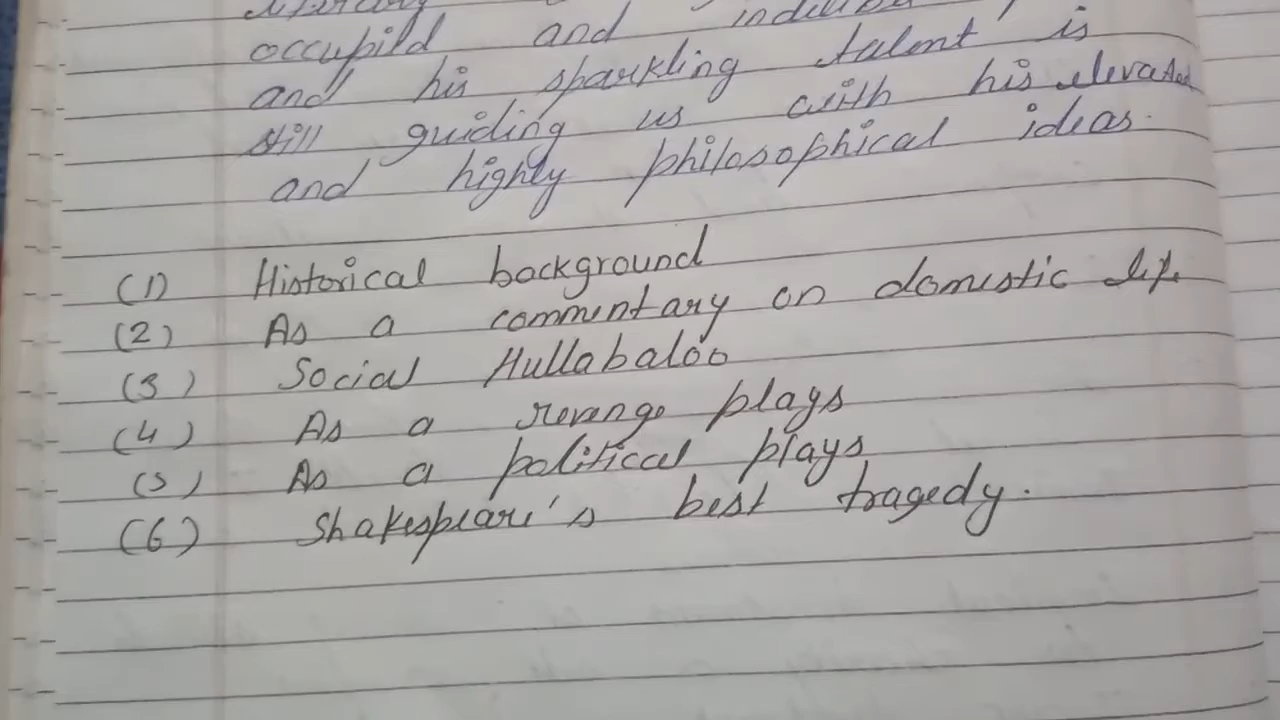 occupild and
and his sparkling talent is
still guiding us with his elevated
and highly philosophical ideas.
(1) Historical background
(2) As a commentary on domestic life
(3) Social Hullabaloo
(4) As a revenge plays
(5) As a political plays
(6) Shakespeare's best tragedy.